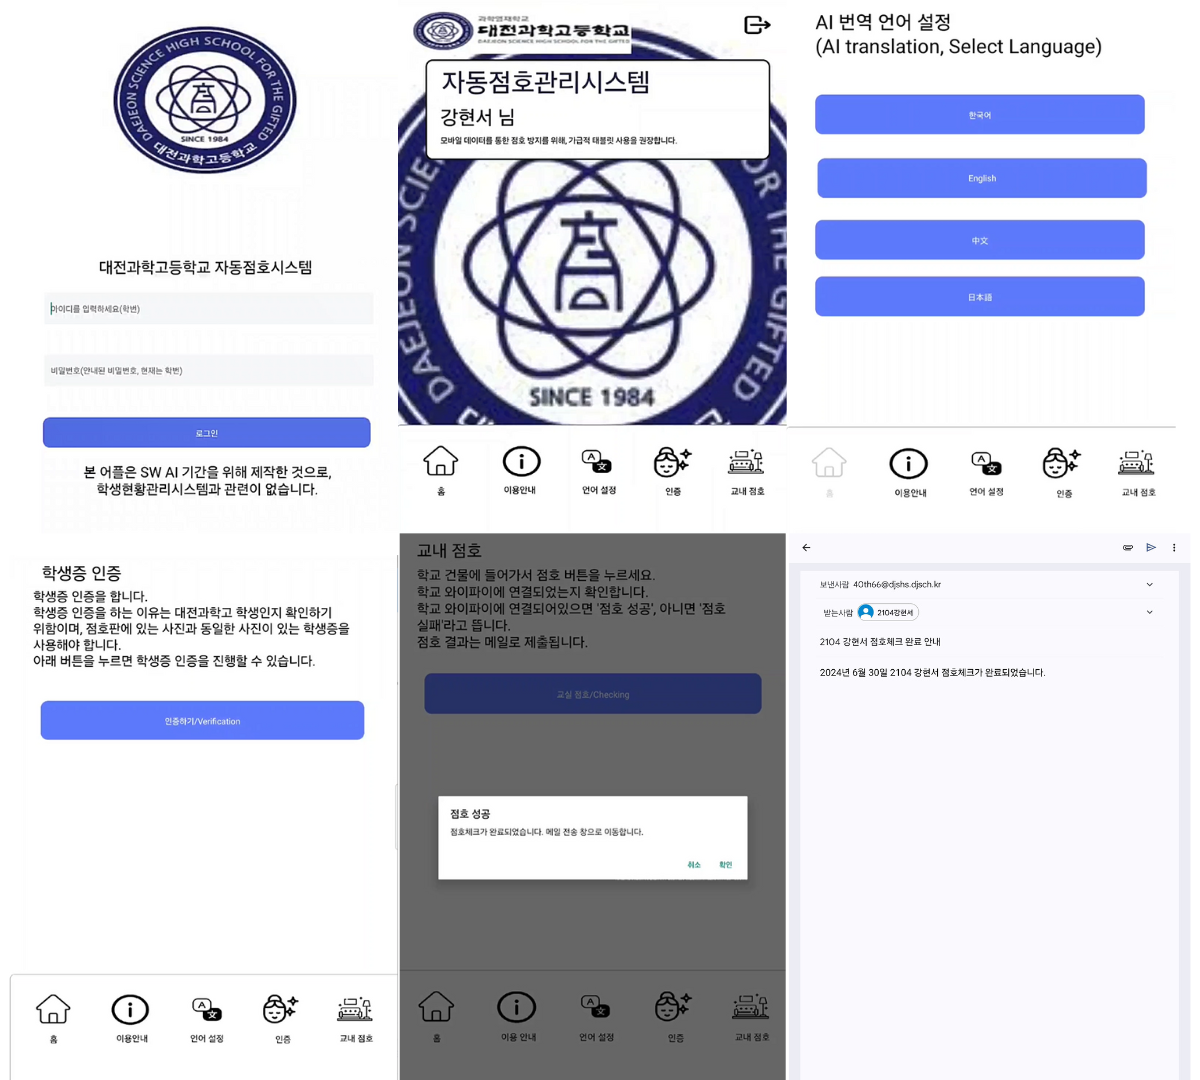 DAEJEON SCIENCE HIGH SCHOOL FOR THE GIFTED
SINCE 1984
대전과학고등학교
대전과학고등학교 자동점호시스템
아이디를 입력하세요(학번)
비밀번호(안내된 비밀번호, 현재는 학번)
로그인
본 어플은 SW AI 기간을 위해 제작한 것으로,
학생현황관리시스템과 관련이 없습니다.
과학영재학교
대전과학고등학교
DAEJEON SCIENCE HIGH SCHOOL FOR THE GIFTED
자동점호관리시스템
강현서 님
모바일 데이터를 통한 점호 방지를 위해, 가급적 태블릿 사용을 권장합니다.
DAEJEON SCIE
OR THE GIFTED
SINCE 1984
홈
이용안내
언어 설정
인증
교내 점호
AI 번역 언어 설정
(AI translation, Select Language)
한국어
English
中文
日本語
홈
이용안내
언어 설정
인증
교내 점호
학생증 인증
학생증 인증을 합니다.
학생증 인증을 하는 이유는 대전과학고 학생인지 확인하기
위함이며, 점호판에 있는 사진과 동일한 사진이 있는 학생증을
사용해야 합니다.
아래 버튼을 누르면 학생증 인증을 진행할 수 있습니다.
인증하기/Verification
홈
이용안내
언어 설정
인증
교내 점호
교내 점호
학교 건물에 들어가서 점호 버튼을 누르세요.
학교 와이파이에 연결되었는지 확인합니다.
학교 와이파이에 연결되어있으면 '점호 성공', 아니면 '점호
실패'라고 뜹니다.
점호 결과는 메일로 제출됩니다.
교실 점호/Checking
점호 성공
점호체크가 완료되었습니다. 메일 전송 창으로 이동합니다.
취소
확인
홈
이용 안내
언어 설정
인증
교내 점호
보낸사람 40th66@djshs.djsch.kr
받는사람 2104강현서
2104 강현서 점호체크 완료 안내
2024년 6월 30일 2104 강현서 점호체크가 완료되었습니다.